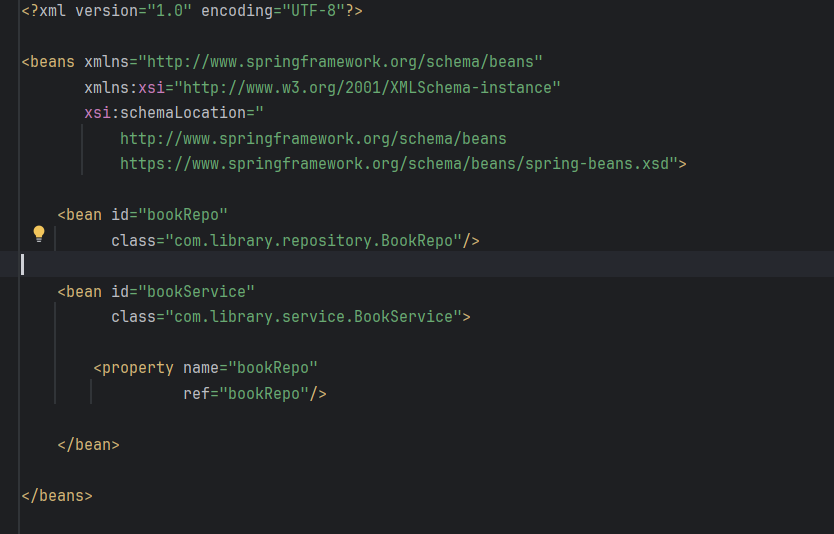 <?xml version="1.0" encoding="UTF-8"?>
<beans xmlns="http://www.springframework.org/schema/beans"
xmlns:xsi="http://www.w3.org/2001/XMLSchema-instance"
xsi:schemaLocation="
http://www.springframework.org/schema/beans
https://www.springframework.org/schema/beans/spring-beans.xsd">
<bean id="bookRepo"
class="com.library.repository.BookRepo"/>
<bean id="bookService"
class="com.library.service.BookService">
<property name="bookRepo"
ref="bookRepo"/>
</bean>
</beans>